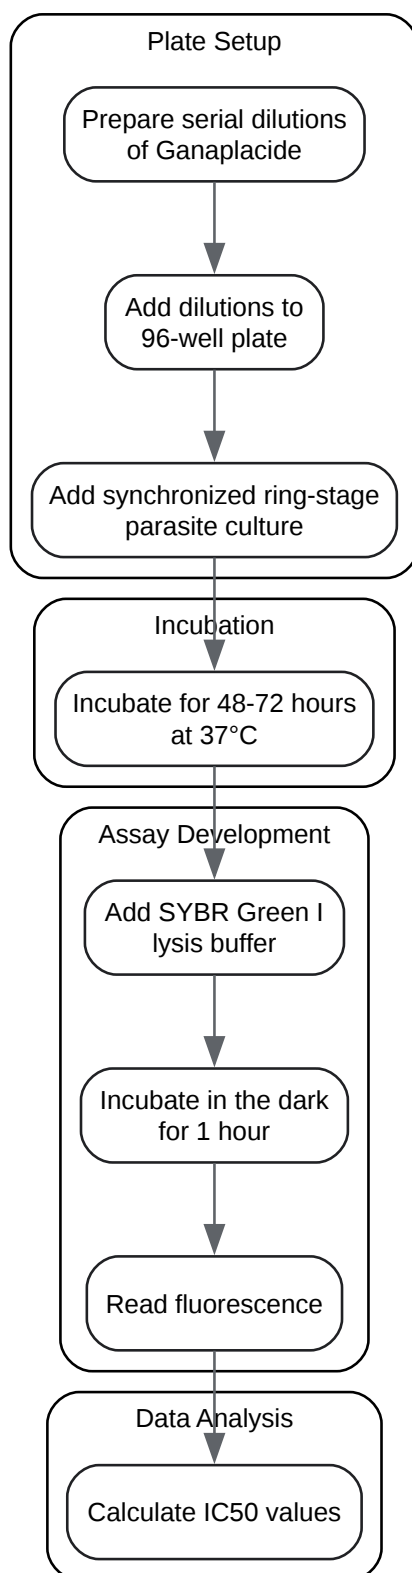 Plate Setup
Prepare serial dilutions
of Ganaplacide
Add dilutions to
96-well plate
Add synchronized ring-stage
parasite culture
Incubation
Incubate for 48-72 hours
at 37°C
Assay Development
Add SYBR Green I
lysis buffer
Incubate in the dark
for 1 hour
Read fluorescence
Data Analysis
Calculate IC50 values